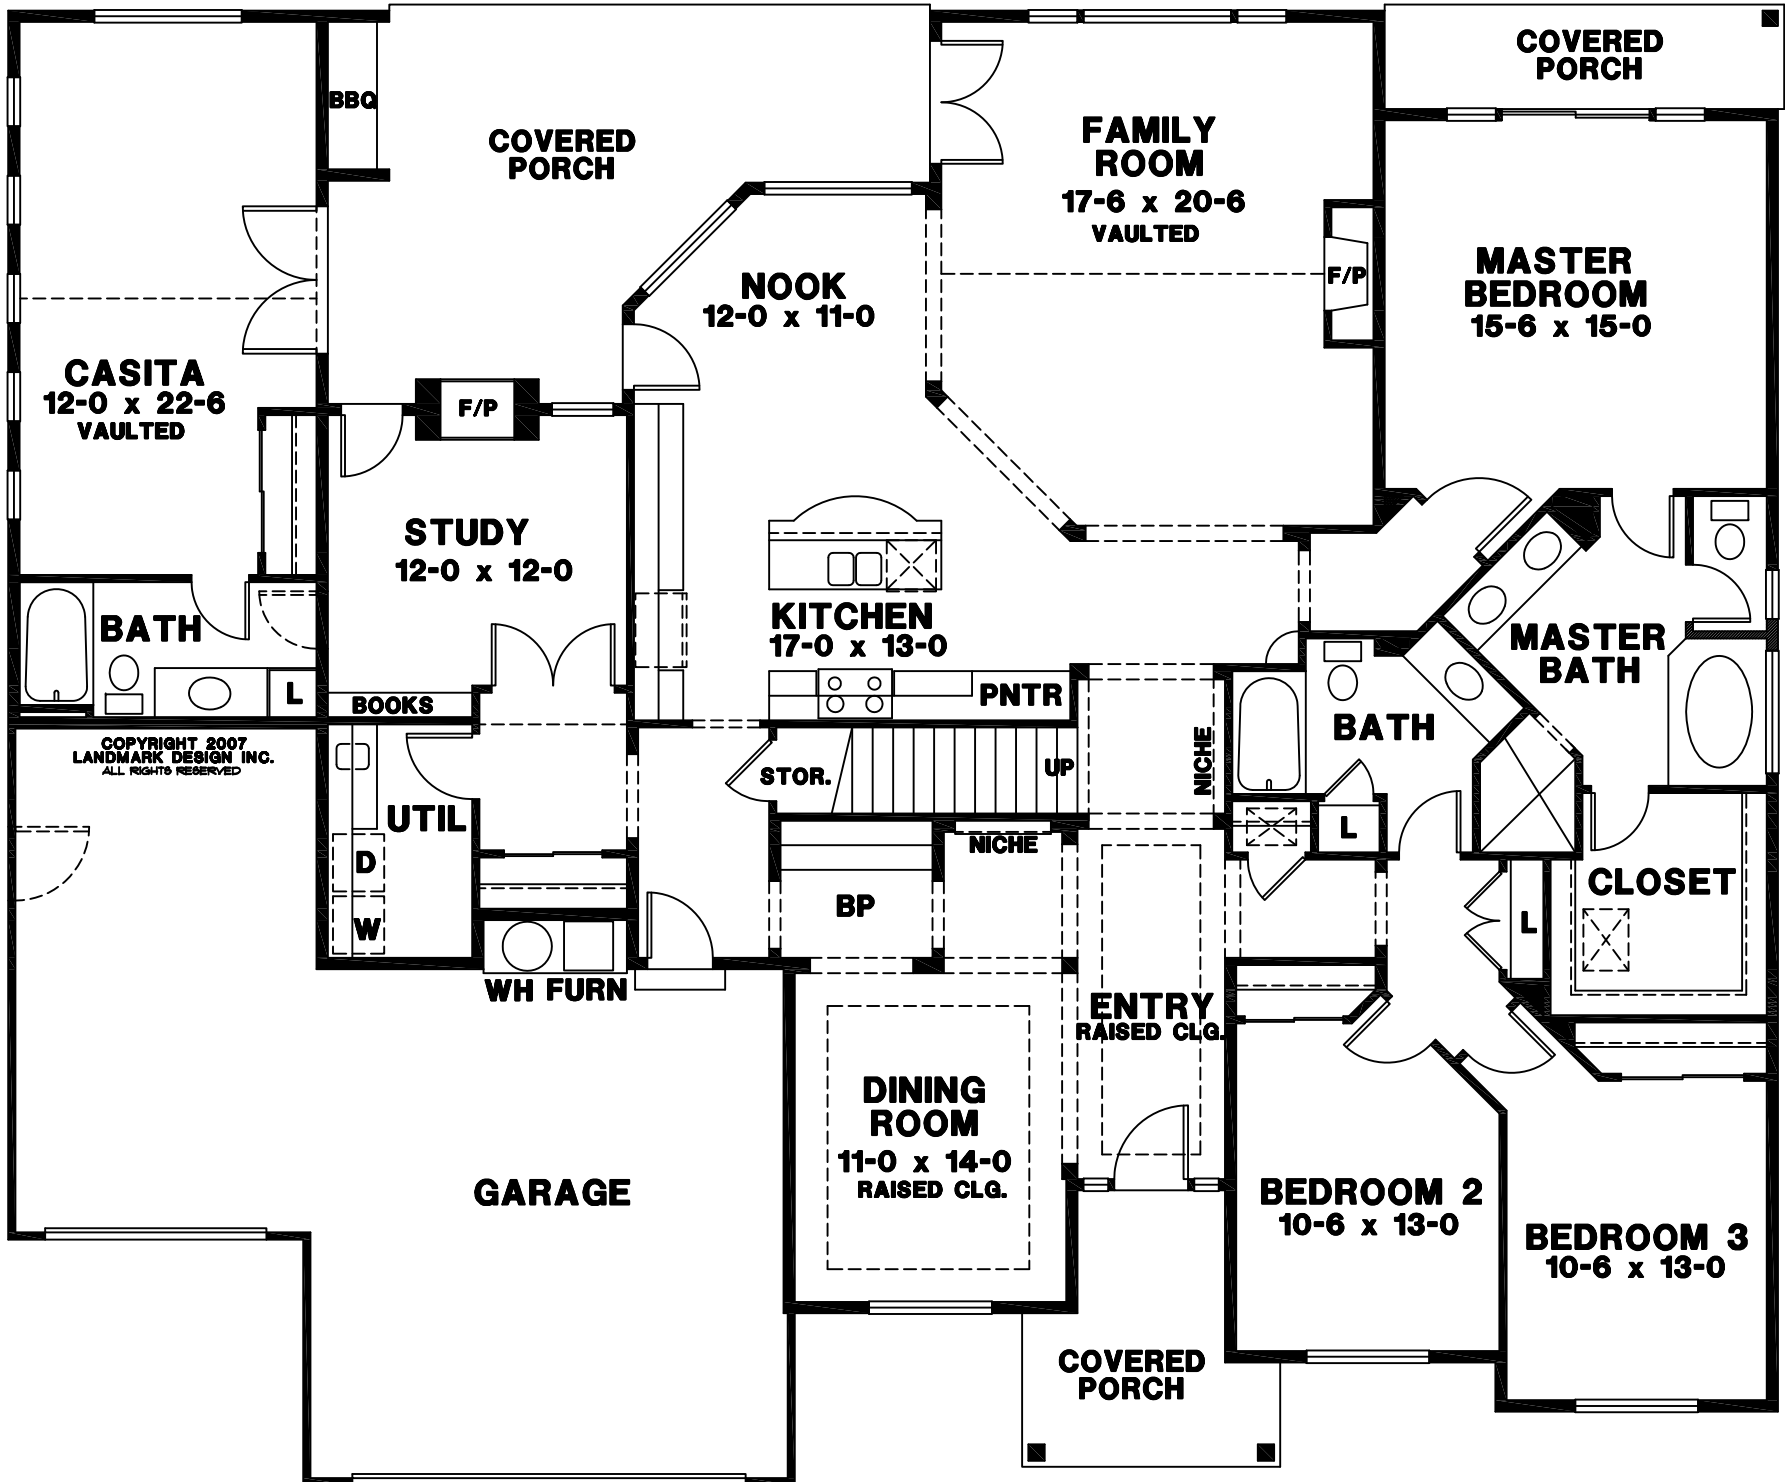 COVERED
PORCH
BBQ
COVERED
PORCH
FAMILY
ROOM
17-6 x 20-6
VAULTED
F/P
MASTER
BEDROOM
15-6 x 15-0
NOOK
12-0 x 11-0
CASITA
12-0 x 22-6
VAULTED
F/P
STUDY
12-0 x 12-0
KITCHEN
17-0 x 13-0
BATH
L
BOOKS
PNTR
MASTER
BATH
BATH
NICHE
COPYRIGHT 2007
LANDMARK DESIGN INC.
ALL RIGHTS RESERVED
STOR.
UP
UTIL
D
W
NICHE
L
BP
CLOSET
L
WH FURN
ENTRY
RAISED CLG.
DINING
ROOM
11-0 x 14-0
RAISED CLG.
GARAGE
BEDROOM 2
10-6 x 13-0
BEDROOM 3
10-6 x 13-0
COVERED
PORCH